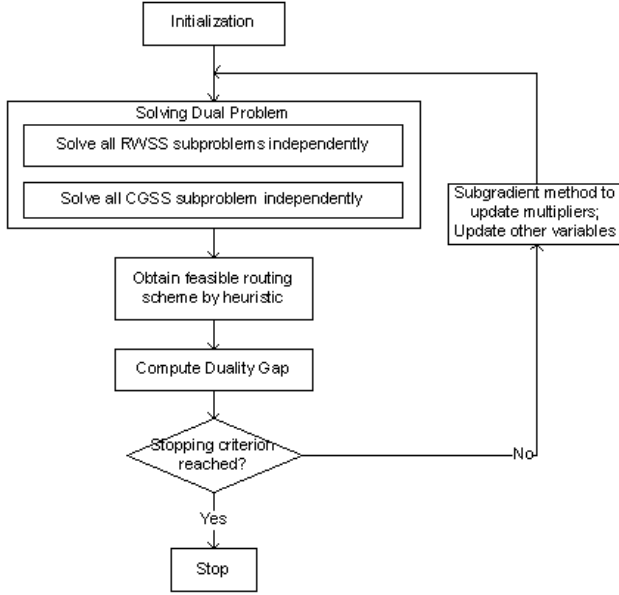 Initialization
Solving Dual Problem
Solve all RWSS subproblems independently
Solve all CGSS subproblem independently
Subgradient method to
update multipliers;
Update other variables
Obtain feasible routing
scheme by heuristic
Compute Duality Gap
Stopping criterion
reached?
No
Yes
Stop